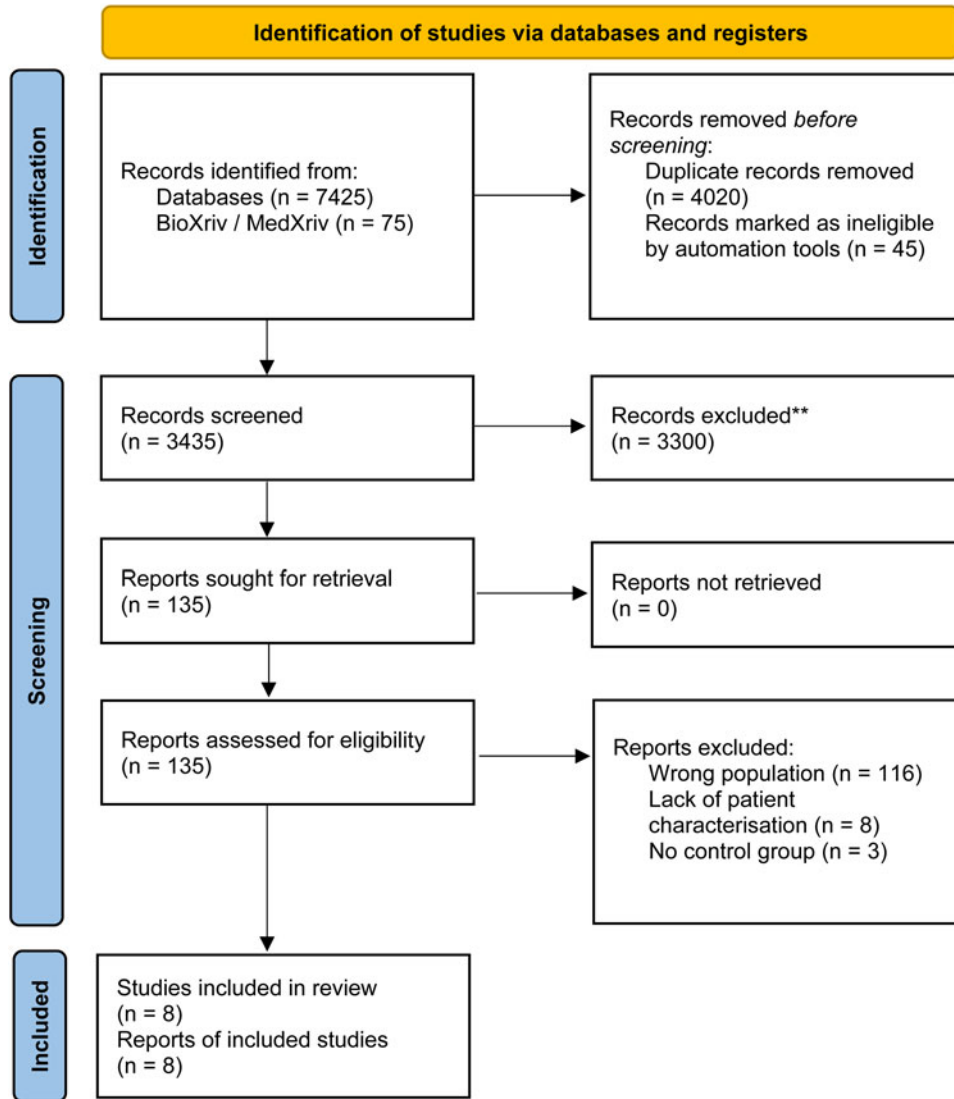 Identification of studies via databases and registers
Identification
Records identified from:
Databases (n = 7425)
BioXriv / MedXriv (n = 75)
Records removed before
screening:
Duplicate records removed
(n = 4020)
Records marked as ineligible
by automation tools (n = 45)
Screening
Records screened
(n = 3435)
Records excluded**
(n = 3300)
Reports sought for retrieval
(n = 135)
Reports not retrieved
(n = 0)
Reports assessed for eligibility
(n = 135)
Reports excluded:
Wrong population (n = 116)
Lack of patient
characterisation (n = 8)
No control group (n = 3)
Included
Studies included in review
(n = 8)
Reports of included studies
(n = 8)